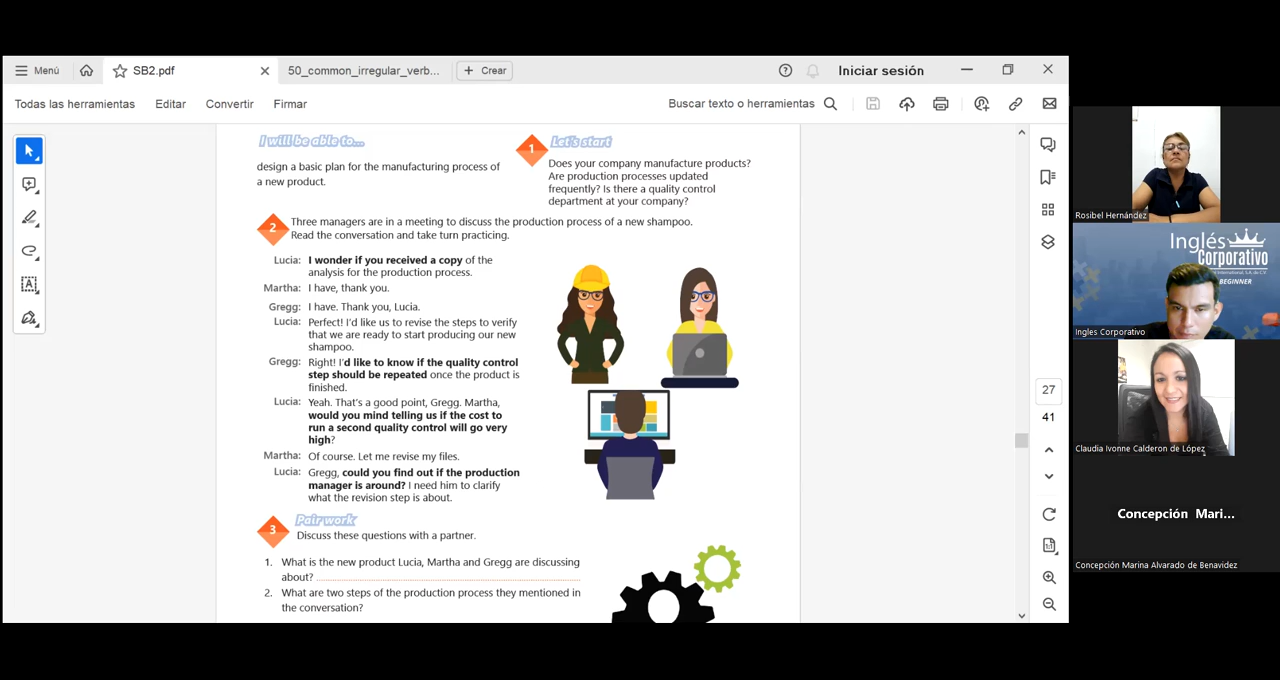 Menú
SB2.pdf
50_common_irregular_verb...
Crear
Iniciar sesión
Todas las herramientas
Editar
Convertir
Firmar
Buscar texto o herramientas
I will be able to...
design a basic plan for the manufacturing process of
a new product.
1
Let's start
Does your company manufacture products?
Are production processes updated
frequently? Is there a quality control
department at your company?
2
Three managers are in a meeting to discuss the production process of a new shampoo.
Read the conversation and take turn practicing.
Lucia: I wonder if you received a copy of the
analysis for the production process.
Martha: I have, thank you.
Gregg: I have. Thank you, Lucia.
Lucia: Perfect! I'd like us to revise the steps to verify
that we are ready to start producing our new
shampoo.
Gregg: Right! I'd like to know if the quality control
step should be repeated once the product is
finished.
Lucia: Yeah. That's a good point, Gregg. Martha,
would you mind telling us if the cost to
run a second quality control will go very
high?
Martha: Of course. Let me revise my files.
Lucia: Gregg, could you find out if the production
manager is around? I need him to clarify
what the revision step is about.
3
Pair work
Discuss these questions with a partner.
1. What is the new product Lucia, Martha and Gregg are discussing
about?
2. What are two steps of the production process they mentioned in
the conversation?
27
41
Rosibel Hernández
Inglés
Corporativo
International, S.A. de C.V.
BEGINNER
Ingles Corporativo
Claudia Ivonne Calderon de López
Concepción Mari...
Concepción Marina Alvarado de Benavidez